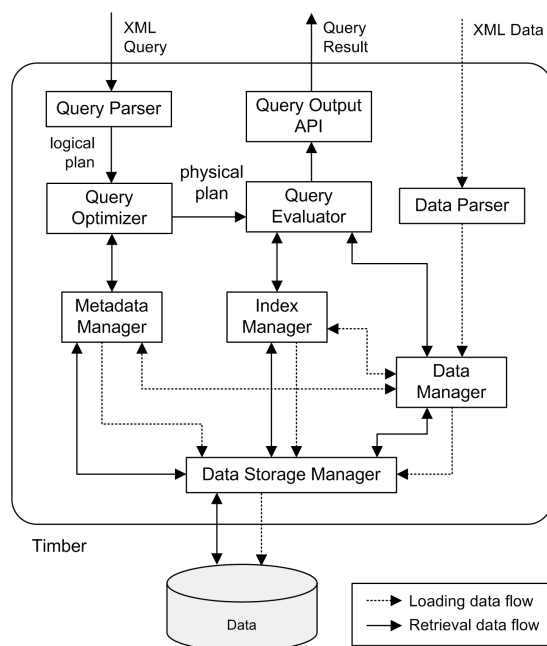 XML
Query
Query
Result
XML Data
Query Parser
Query Output
API
logical
plan
physical
plan
Query
Optimizer
Query
Evaluator
Data Parser
Metadata
Manager
Index
Manager
Data
Manager
Data Storage Manager
Timber
Data
Loading data flow
Retrieval data flow